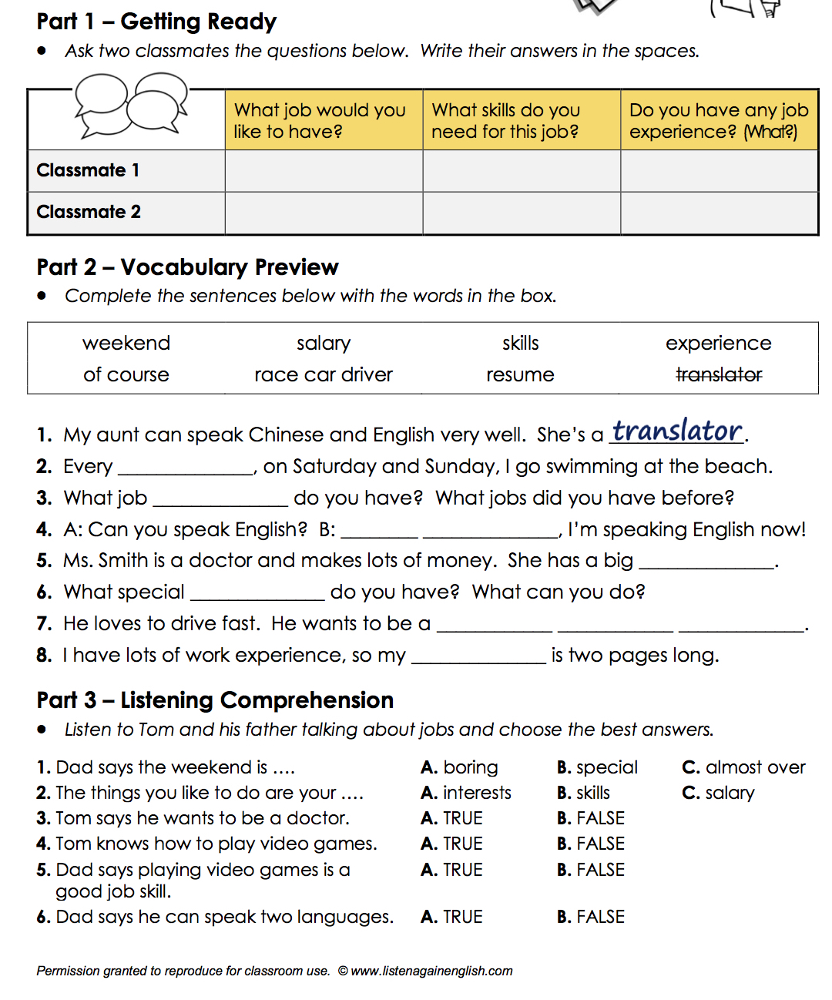 Part 1 – Getting Ready
• Ask two classmates the questions below. Write their answers in the spaces.
What job would you like to have?
What skills do you need for this job?
Do you have any job experience? (What?)
Classmate 1
Classmate 2
Part 2 – Vocabulary Preview
• Complete the sentences below with the words in the box.
weekend salary skills experience
of course race car driver resume translator
1. My aunt can speak Chinese and English very well. She's a translator.
2. Every ______________, on Saturday and Sunday, I go swimming at the beach.
3. What job ______________ do you have? What jobs did you have before?
4. A: Can you speak English? B: ________ ______________, I'm speaking English now!
5. Ms. Smith is a doctor and makes lots of money. She has a big ______________.
6. What special ______________ do you have? What can you do?
7. He loves to drive fast. He wants to be a ____________ ____________ _____________.
8. I have lots of work experience, so my ______________ is two pages long.
Part 3 – Listening Comprehension
• Listen to Tom and his father talking about jobs and choose the best answers.
1. Dad says the weekend is .... A. boring B. special C. almost over
2. The things you like to do are your .... A. interests B. skills C. salary
3. Tom says he wants to be a doctor. A. TRUE B. FALSE
4. Tom knows how to play video games. A. TRUE B. FALSE
5. Dad says playing video games is a A. TRUE B. FALSE
good job skill.
6. Dad says he can speak two languages. A. TRUE B. FALSE
Permission granted to reproduce for classroom use. © www.listenagainenglish.com